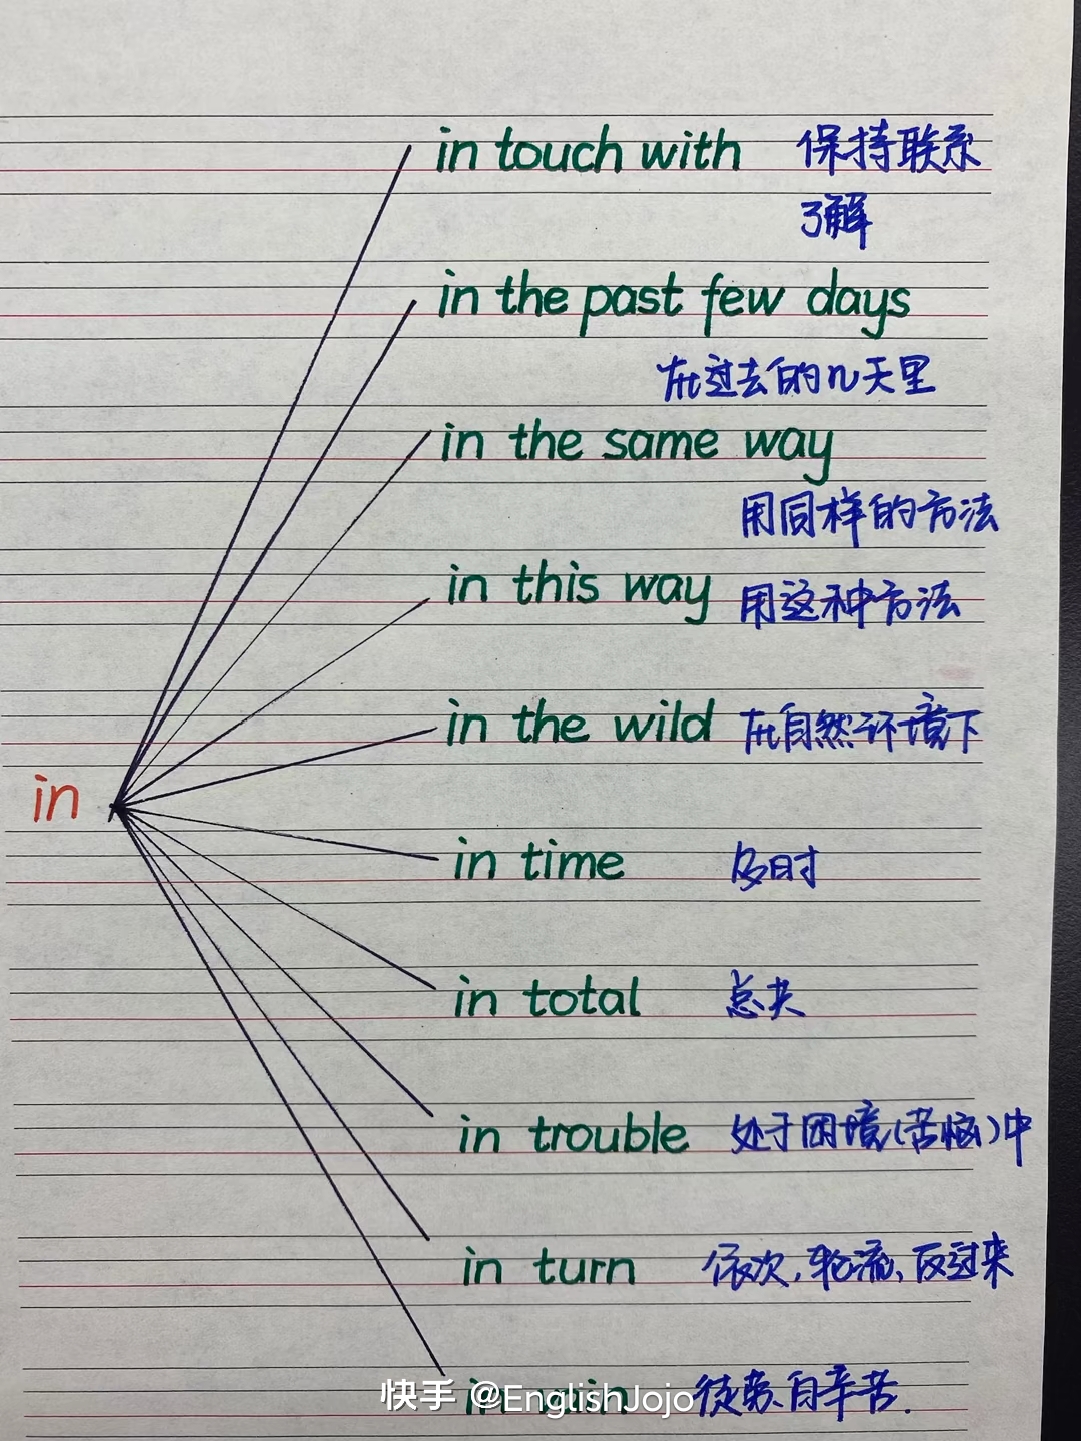 in touch with 保持联系
了解
in the past few days
在过去的几天里
in the same way
用同样的方法
in this way 用这种方法
in the wild 在自然环境下
in
in time 及时
in total 总共
in trouble 处于困境(苦恼)中
in turn 依次,轮流,反过来
in vain 徒劳,白辛苦.
快手 @EnglishJojo